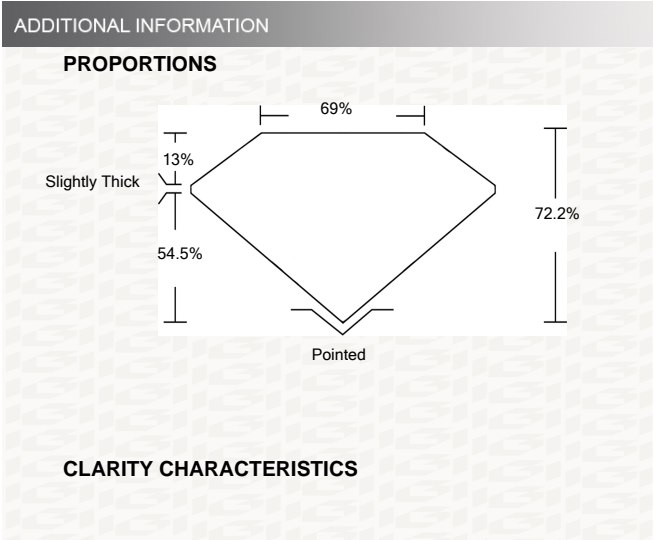 ADDITIONAL INFORMATION
PROPORTIONS
69%
13%
Slightly Thick
72.2%
54.5%
Pointed
CLARITY CHARACTERISTICS